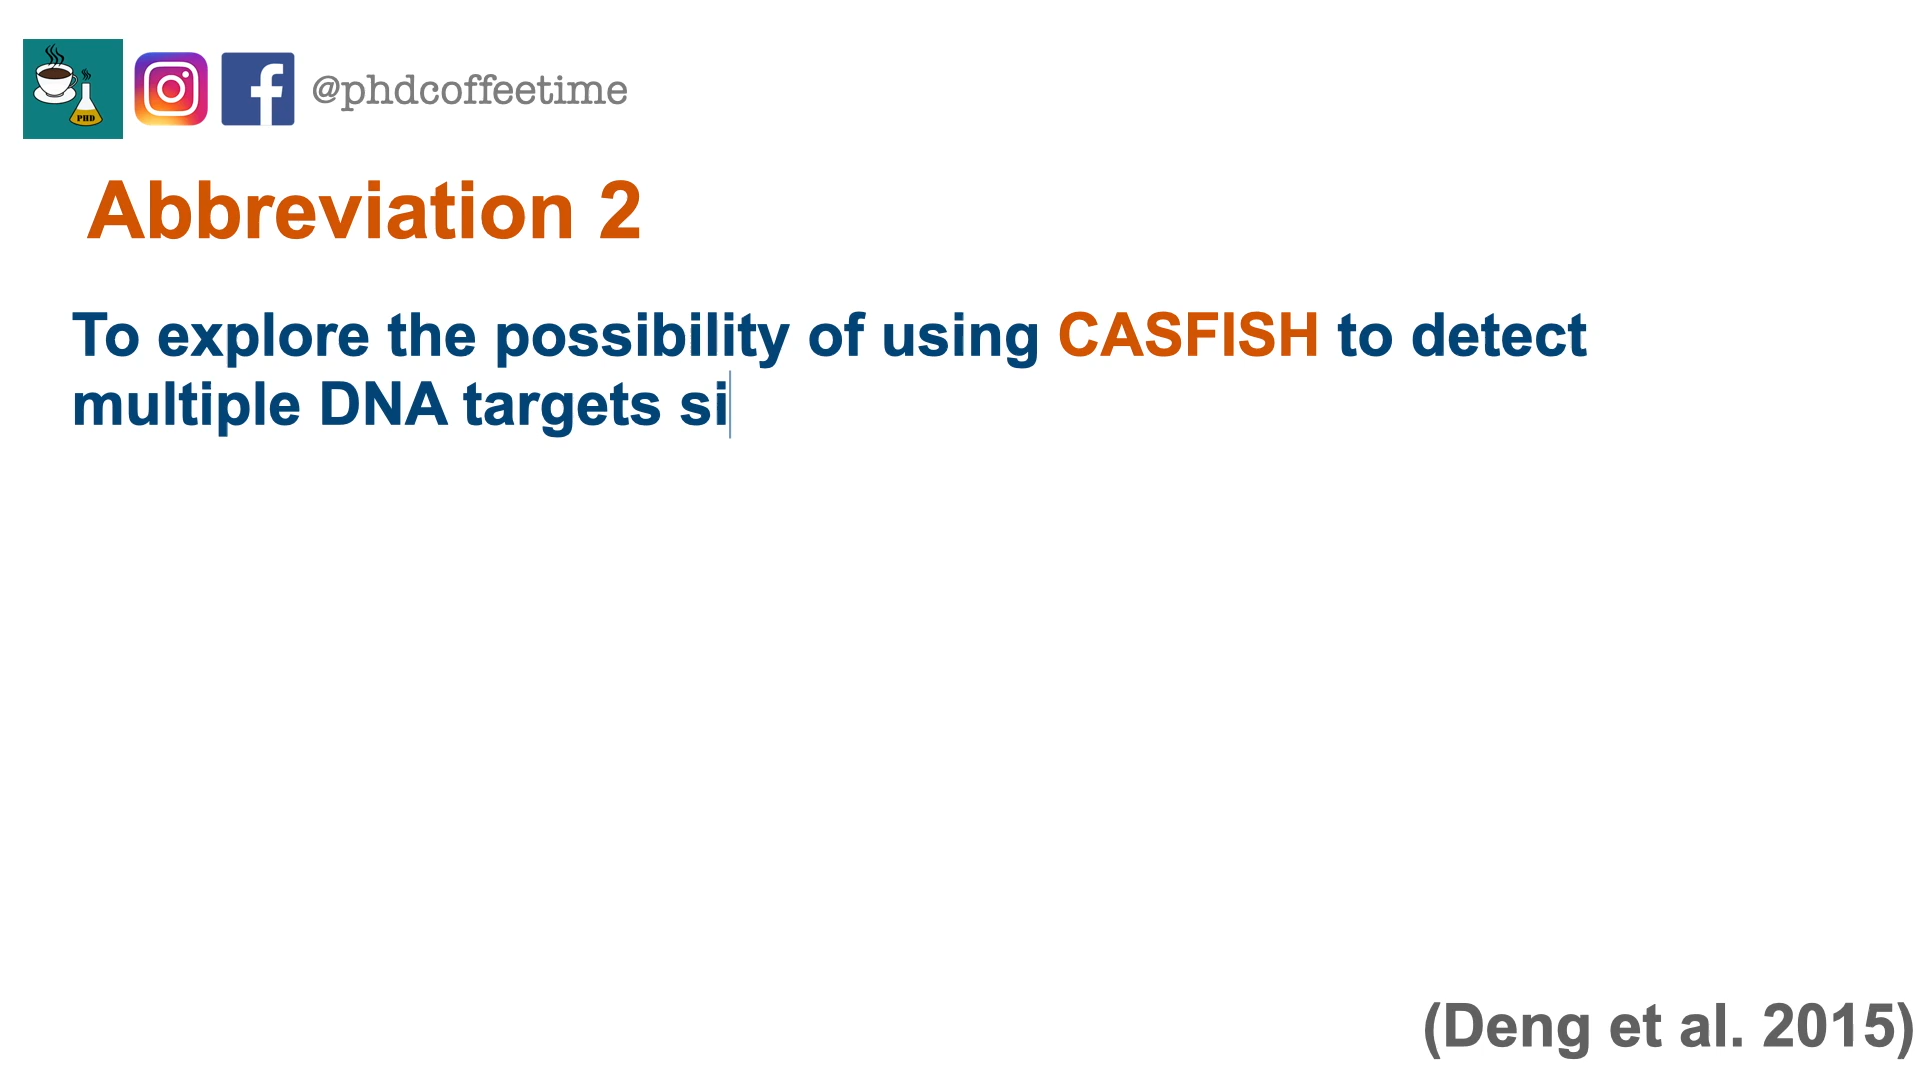 PHD
@phdcoffeetime
Abbreviation 2
To explore the possibility of using CASFISH to detect
multiple DNA targets si
(Deng et al. 2015)